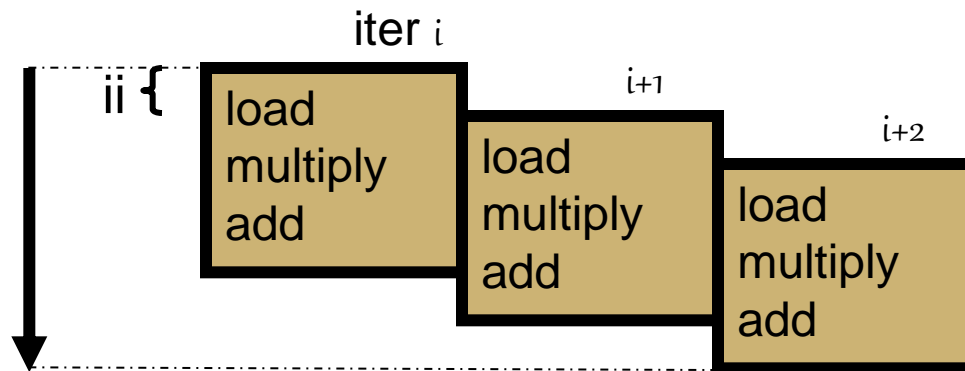 iter i
ii {
load
multiply
add
i+1
load
multiply
add
i+2
load
multiply
add